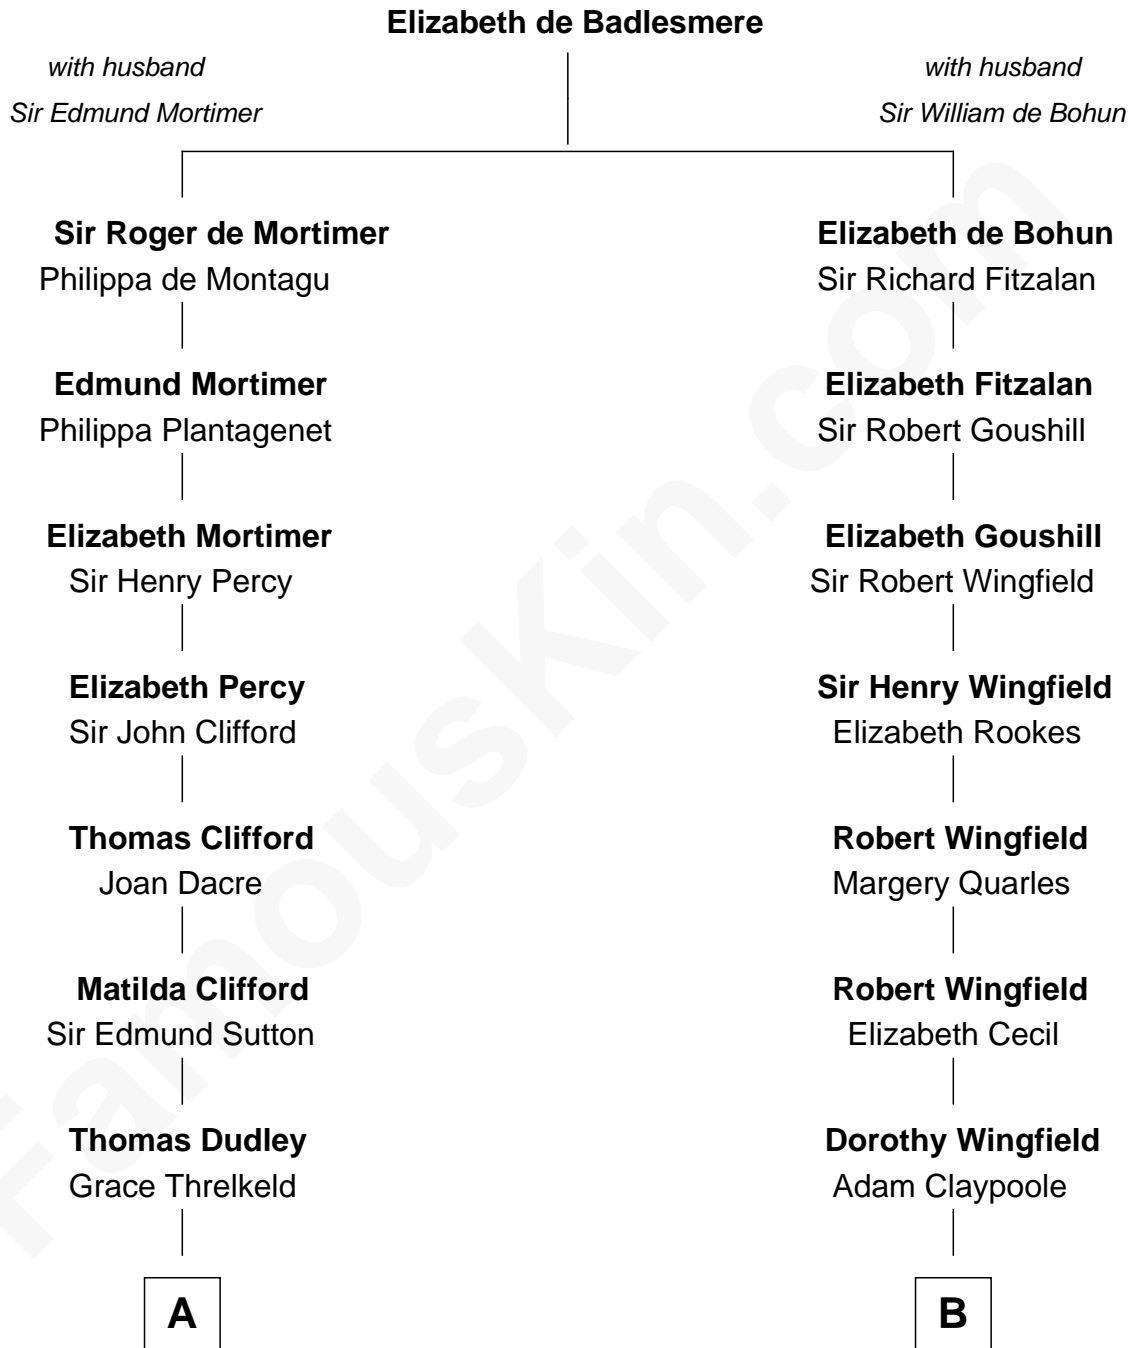 Elizabeth de Badlesmere
with husband
Sir Edmund Mortimer
with husband
Sir William de Bohun
Sir Roger de Mortimer
Philippa de Montagu
Edmund Mortimer
Philippa Plantagenet
Elizabeth Mortimer
Sir Henry Percy
Elizabeth Percy
Sir John Clifford
Thomas Clifford
Joan Dacre
Matilda Clifford
Sir Edmund Sutton
Thomas Dudley
Grace Threlkeld
A
Elizabeth de Bohun
Sir Richard Fitzalan
Elizabeth Fitzalan
Sir Robert Goushill
Elizabeth Goushill
Sir Robert Wingfield
Sir Henry Wingfield
Elizabeth Rookes
Robert Wingfield
Margery Quarles
Robert Wingfield
Elizabeth Cecil
Dorothy Wingfield
Adam Claypoole
B
FamousKin.com